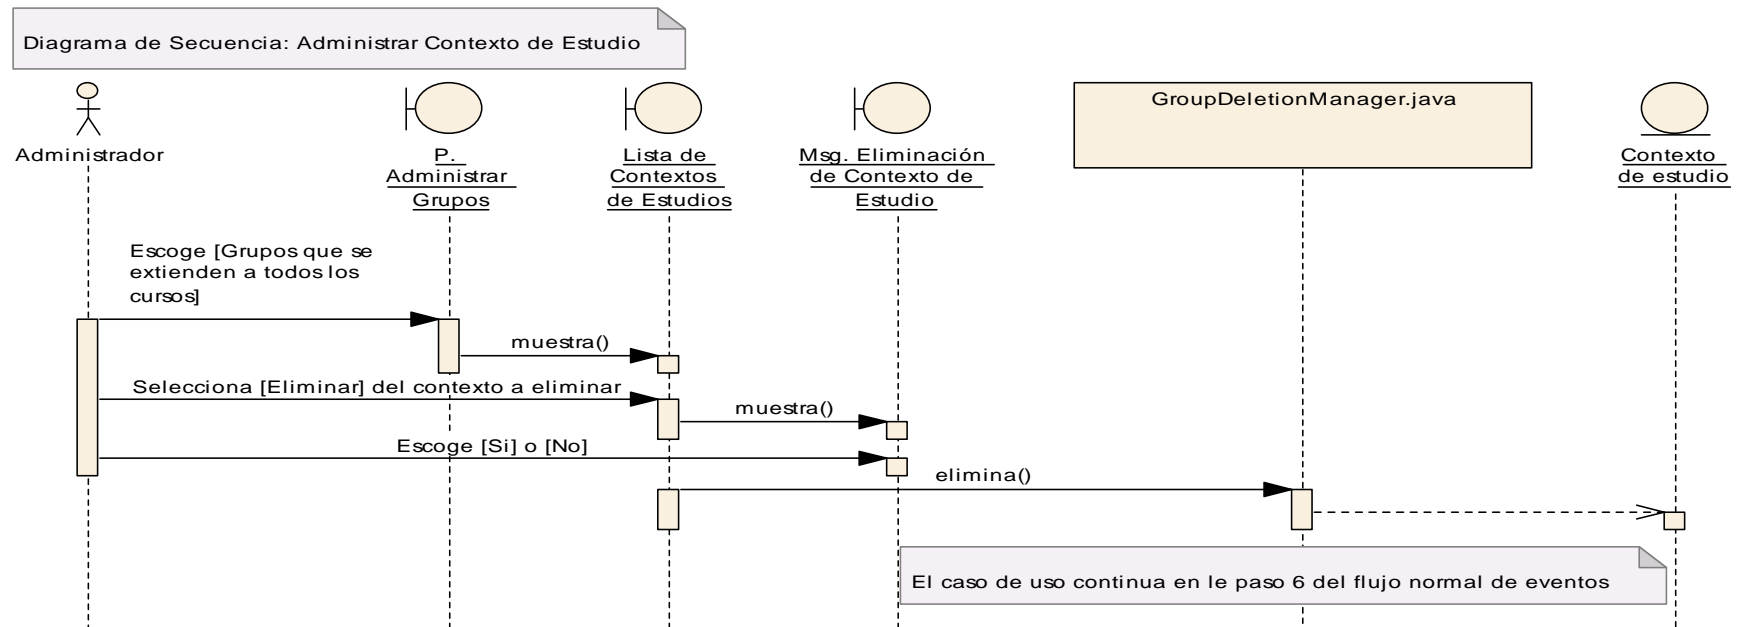 Diagrama de Secuencia: Administrar Contexto de Estudio
GroupDeletionManager.java
Administrador
P.
Administrar
Grupos
Lista de
Contextos
de Estudios
Msg. Eliminación
de Contexto de
Estudio
Contexto
de estudio
Escoge [Grupos que se
extienden a todos los
cursos]
muestra()
Selecciona [Eliminar] del contexto a eliminar
muestra()
Escoge [Si] o [No]
elimina()
El caso de uso continua en le paso 6 del flujo normal de eventos